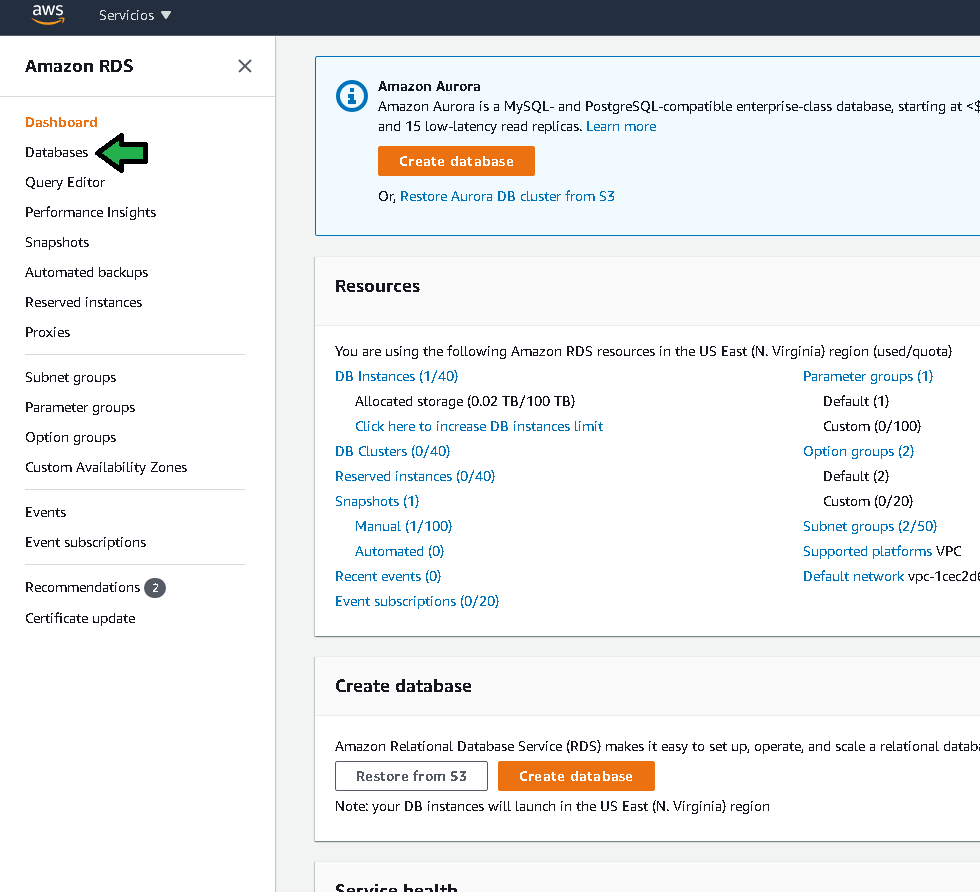 aws
Servicios
Amazon RDS
Dashboard
Databases
Query Editor
Performance Insights
Snapshots
Automated backups
Reserved instances
Proxies
Subnet groups
Parameter groups
Option groups
Custom Availability Zones
Events
Event subscriptions
Recommendations 2
Certificate update
Amazon Aurora
Amazon Aurora is a MySQL- and PostgreSQL-compatible enterprise-class database, starting at <$
and 15 low-latency read replicas. Learn more
Create database
Or, Restore Aurora DB cluster from S3
Resources
You are using the following Amazon RDS resources in the US East (N. Virginia) region (used/quota)
DB Instances (1/40)
Allocated storage (0.02 TB/100 TB)
Click here to increase DB instances limit
DB Clusters (0/40)
Reserved instances (0/40)
Snapshots (1)
Manual (1/100)
Automated (0)
Recent events (0)
Event subscriptions (0/20)
Parameter groups (1)
Default (1)
Custom (0/100)
Option groups (2)
Default (2)
Custom (0/20)
Subnet groups (2/50)
Supported platforms VPC
Default network vpc-1cec2d6
Create database
Amazon Relational Database Service (RDS) makes it easy to set up, operate, and scale a relational datab
Restore from S3
Create database
Note: your DB instances will launch in the US East (N. Virginia) region
Service health